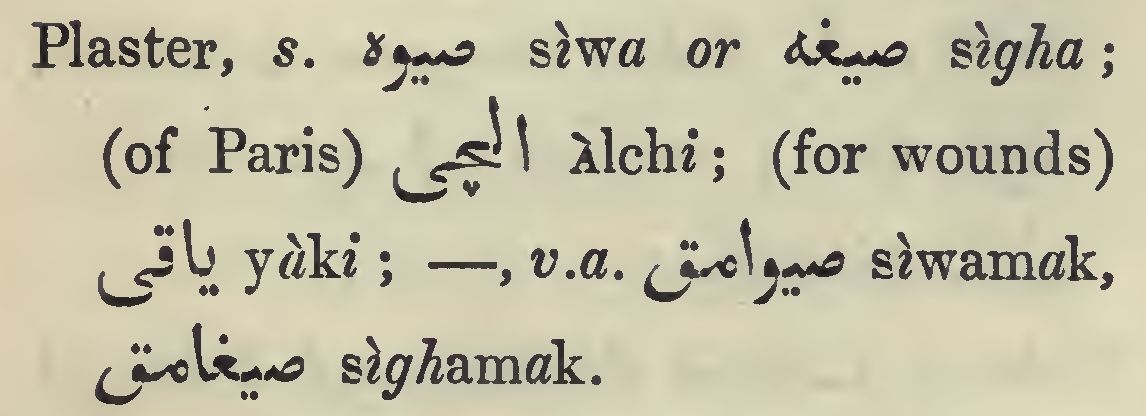 Plaster, s. صيوه sìwa or صيغه sìgha ;
(of Paris) الچى Àlchi ; (for wounds)
ياقى yàki ; —, v.a. صيوامق sìwamak,
صيغامق sìghamak.